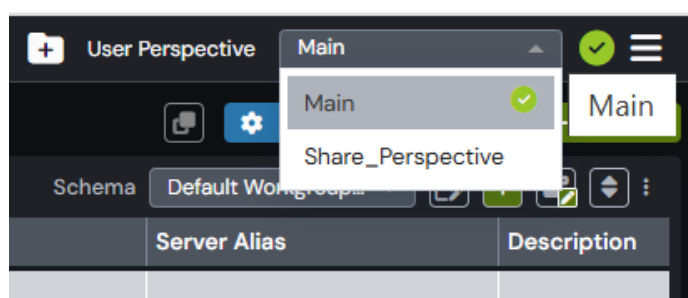 User Perspective Main
Main
Main
Share_Perspective
Schema Default Workgroup...
Server Alias Description